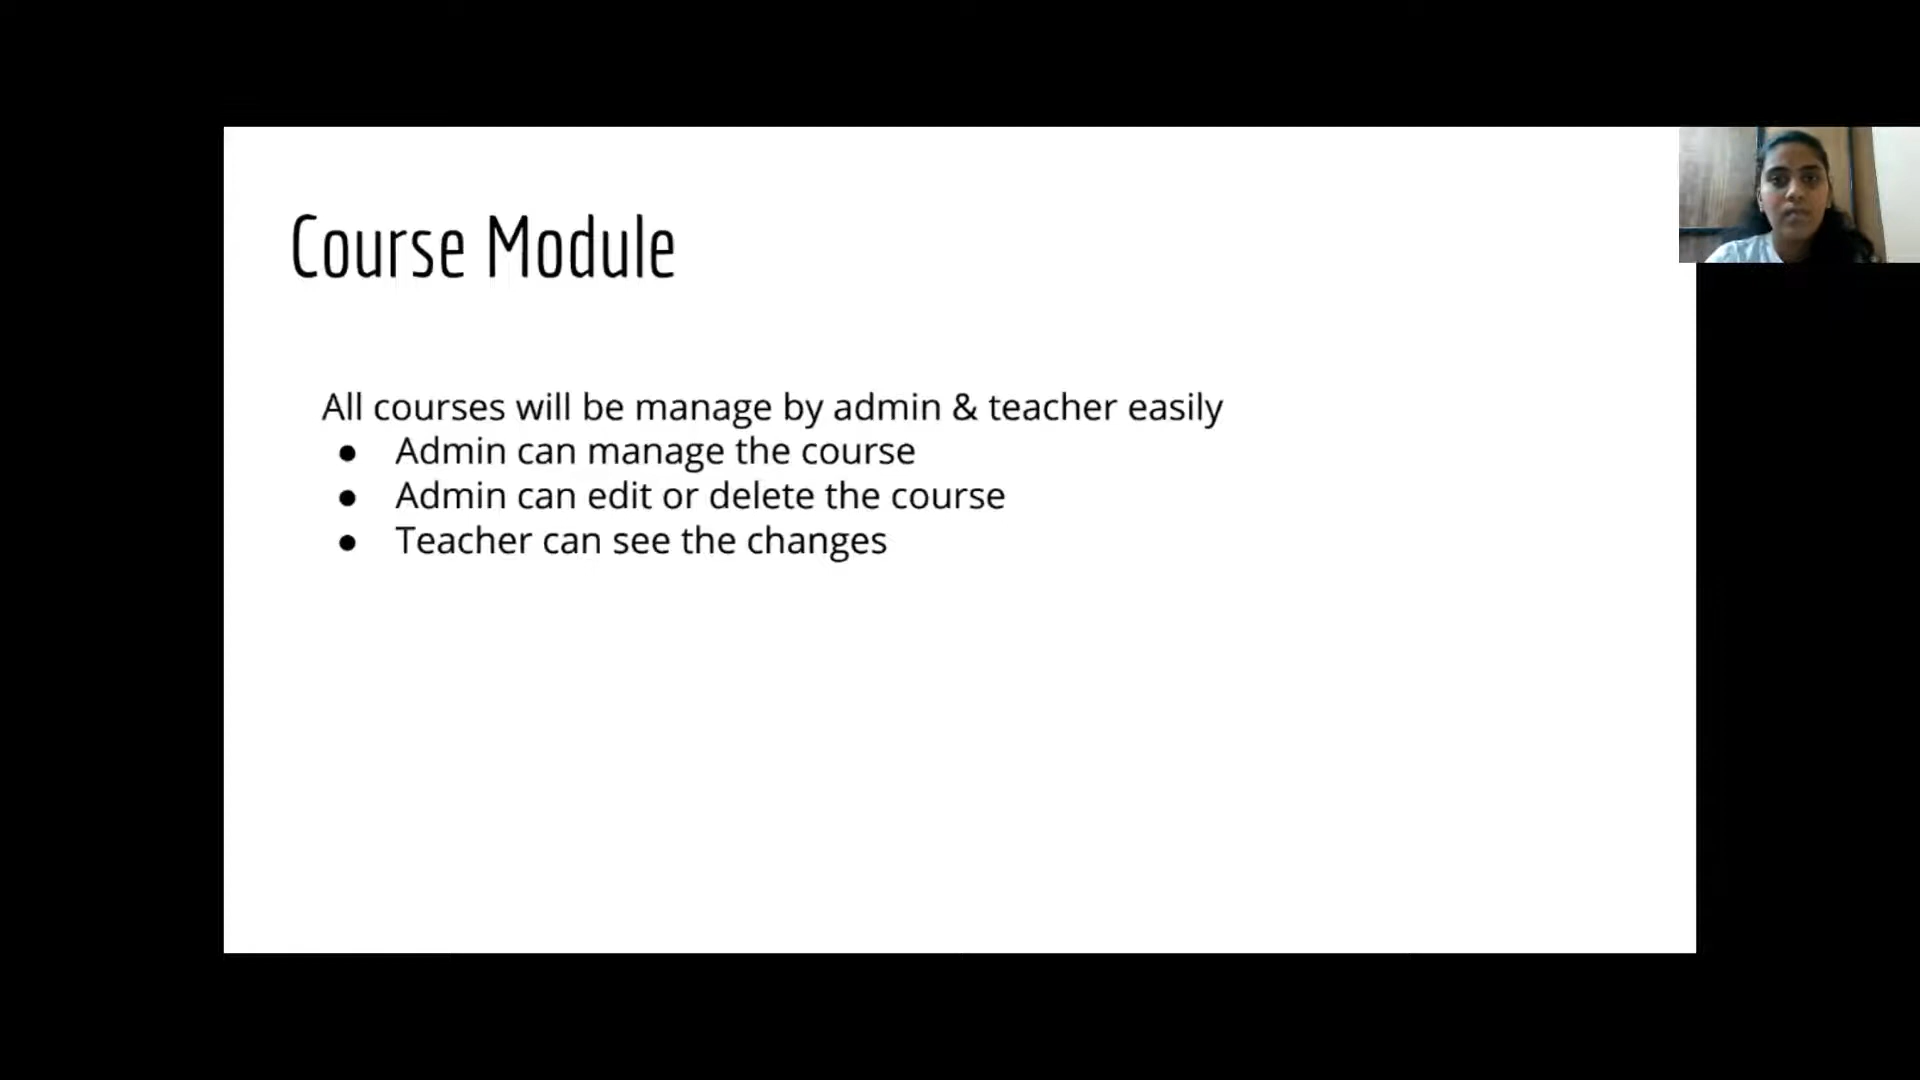 Course Module
All courses will be manage by admin & teacher easily
● Admin can manage the course
● Admin can edit or delete the course
● Teacher can see the changes